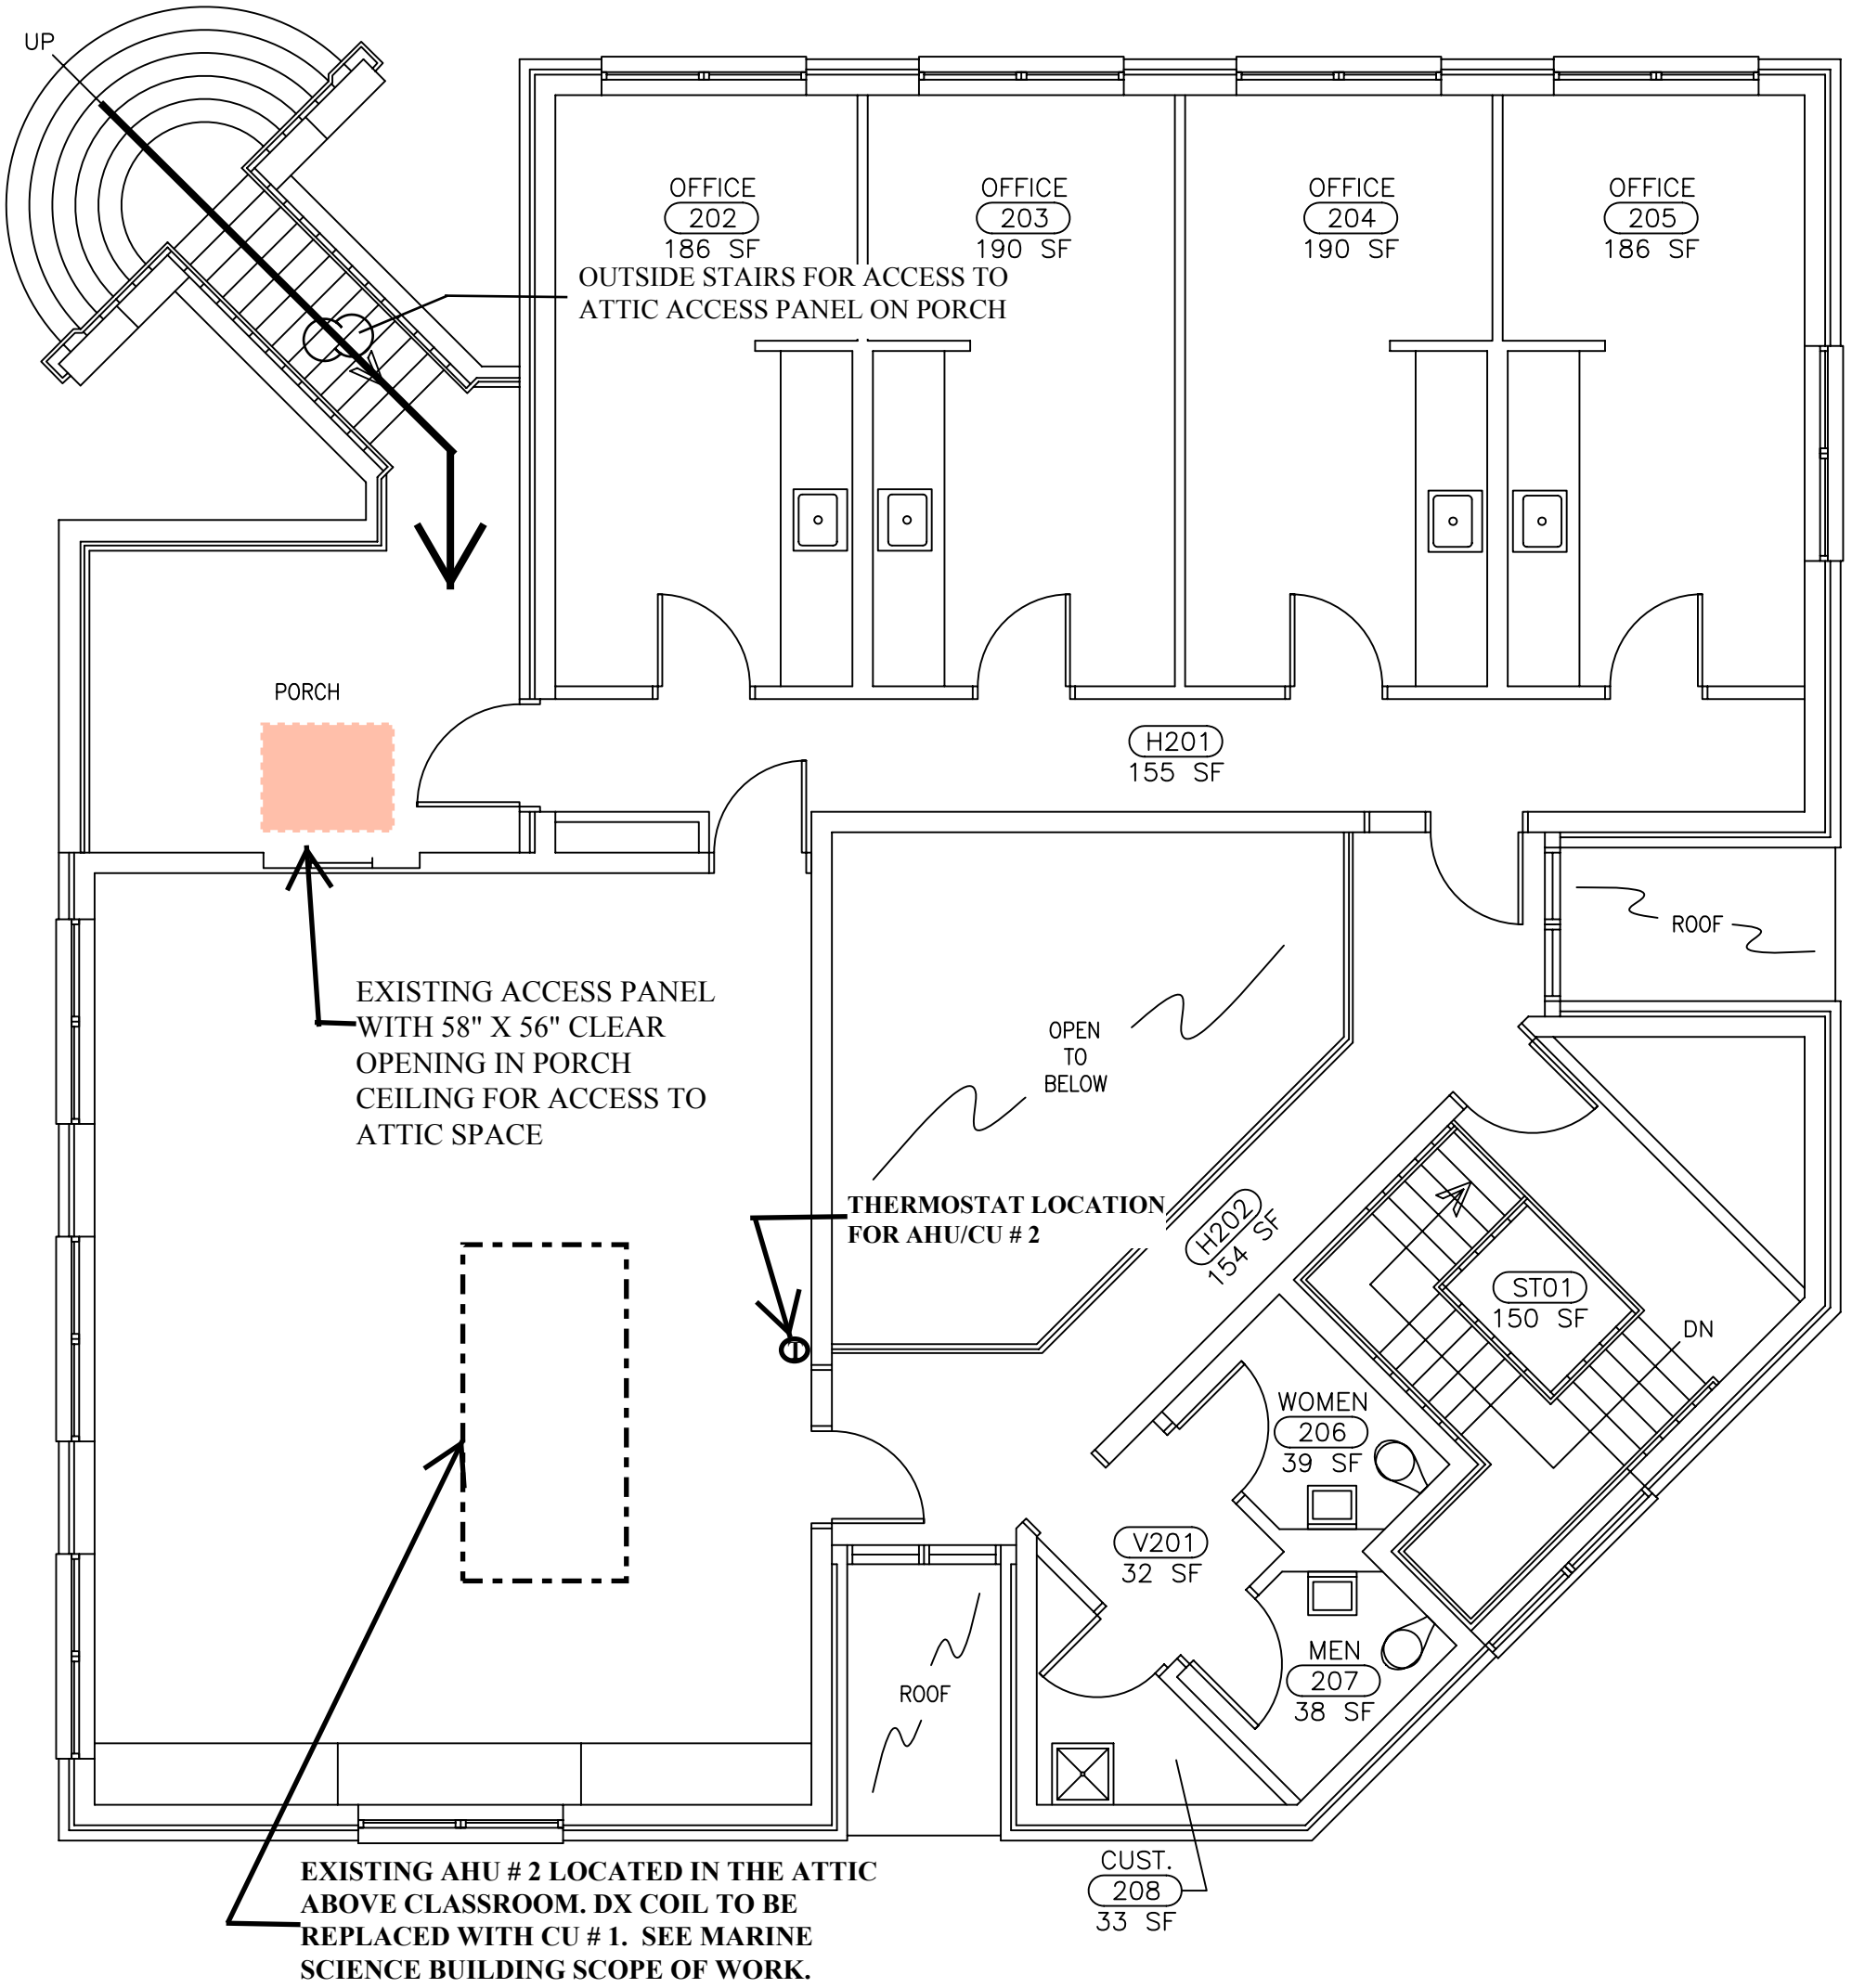 UP
OFFICE
202
186 SF
OFFICE
203
190 SF
OFFICE
204
190 SF
OFFICE
205
186 SF
OUTSIDE STAIRS FOR ACCESS TO
ATTIC ACCESS PANEL ON PORCH
PORCH
H201
155 SF
ROOF
EXISTING ACCESS PANEL
WITH 58" X 56" CLEAR
OPENING IN PORCH
CEILING FOR ACCESS TO
ATTIC SPACE
OPEN
TO
BELOW
THERMOSTAT LOCATION
FOR AHU/CU # 2
H202
154 SF
ST01
150 SF
DN
WOMEN
206
39 SF
V201
32 SF
MEN
207
38 SF
ROOF
CUST.
208
33 SF
EXISTING AHU # 2 LOCATED IN THE ATTIC
ABOVE CLASSROOM. DX COIL TO BE
REPLACED WITH CU # 1. SEE MARINE
SCIENCE BUILDING SCOPE OF WORK.